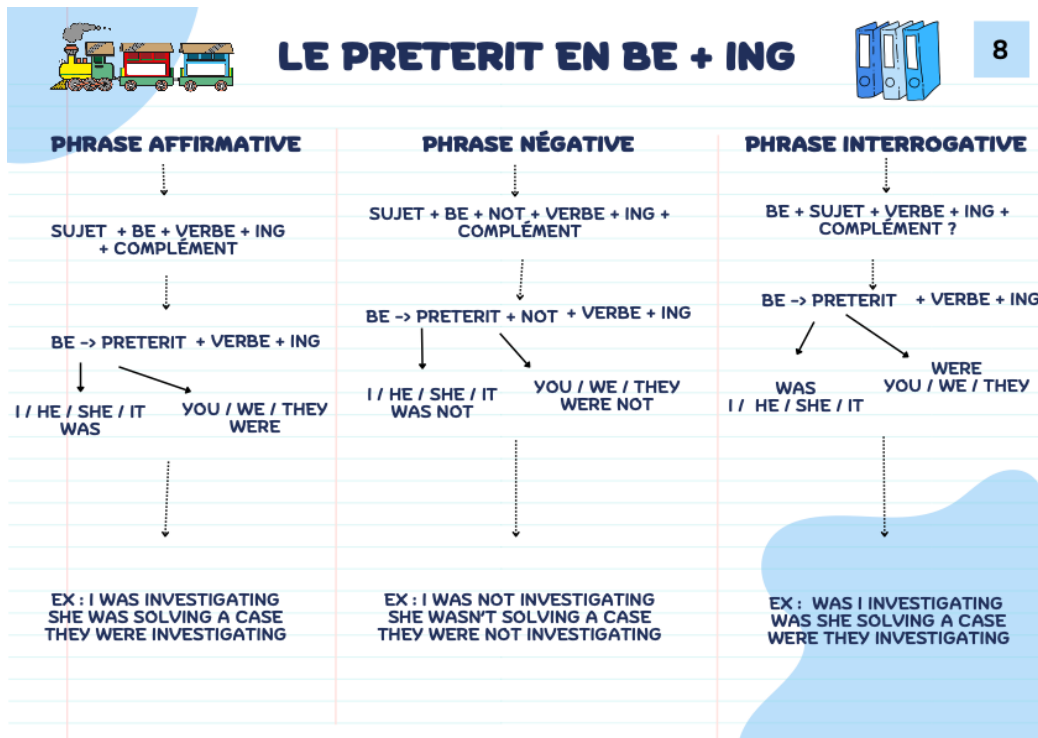 LE PRETERIT EN BE + ING
8
PHRASE AFFIRMATIVE
SUJET + BE + VERBE + ING
+ COMPLÉMENT
BE -> PRETERIT + VERBE + ING
I / HE / SHE / IT
WAS
YOU / WE / THEY
WERE
EX : I WAS INVESTIGATING
SHE WAS SOLVING A CASE
THEY WERE INVESTIGATING
PHRASE NÉGATIVE
SUJET + BE + NOT + VERBE + ING +
COMPLÉMENT
BE -> PRETERIT + NOT + VERBE + ING
I / HE / SHE / IT
WAS NOT
YOU / WE / THEY
WERE NOT
EX : I WAS NOT INVESTIGATING
SHE WASN'T SOLVING A CASE
THEY WERE NOT INVESTIGATING
PHRASE INTERROGATIVE
BE + SUJET + VERBE + ING +
COMPLÉMENT ?
BE -> PRETERIT + VERBE + ING
WAS
I / HE / SHE / IT
WERE
YOU / WE / THEY
EX : WAS I INVESTIGATING
WAS SHE SOLVING A CASE
WERE THEY INVESTIGATING